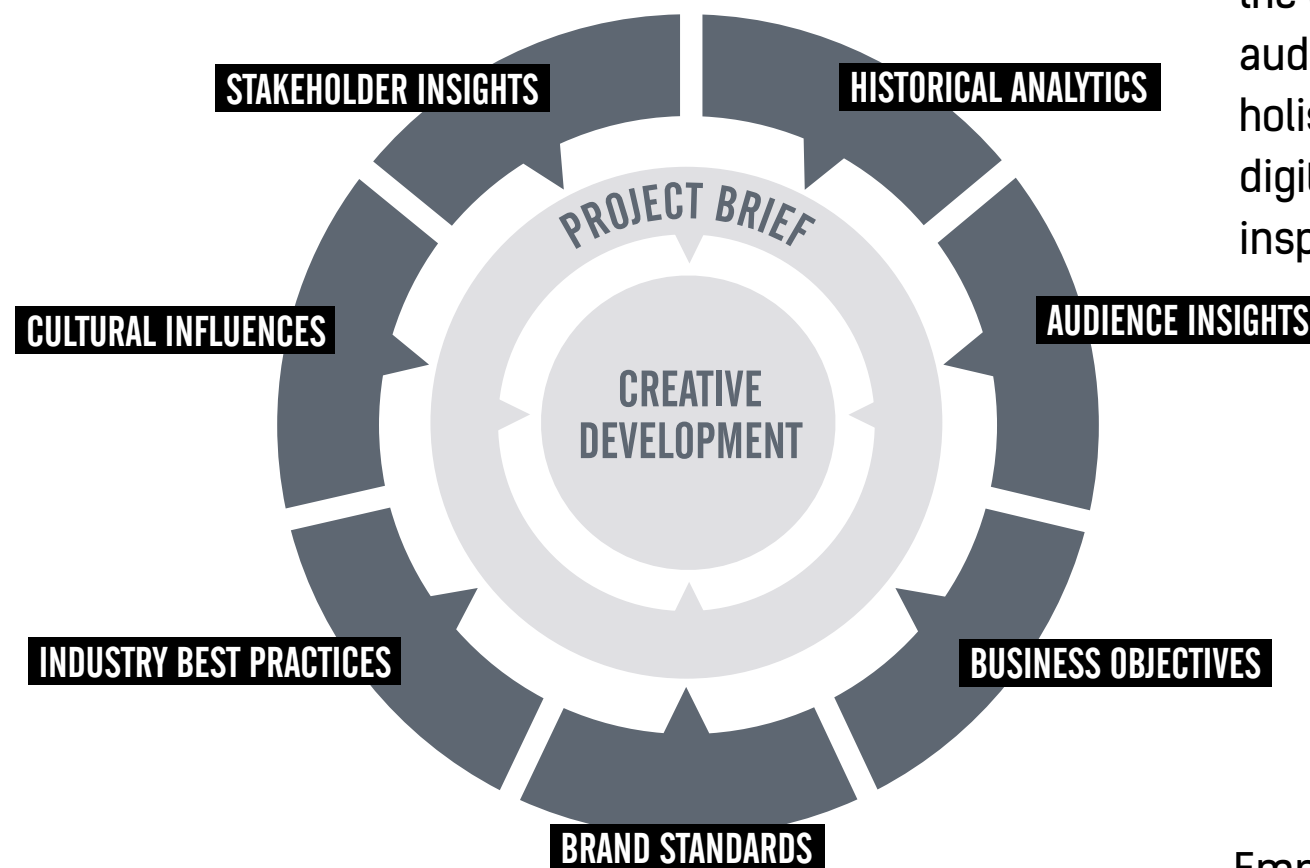 STAKEHOLDER INSIGHTS
HISTORICAL ANALYTICS
PROJECT BRIEF
CULTURAL INFLUENCES
AUDIENCE INSIGHTS
CREATIVE
DEVELOPMENT
INDUSTRY BEST PRACTICES
BUSINESS OBJECTIVES
BRAND STANDARDS